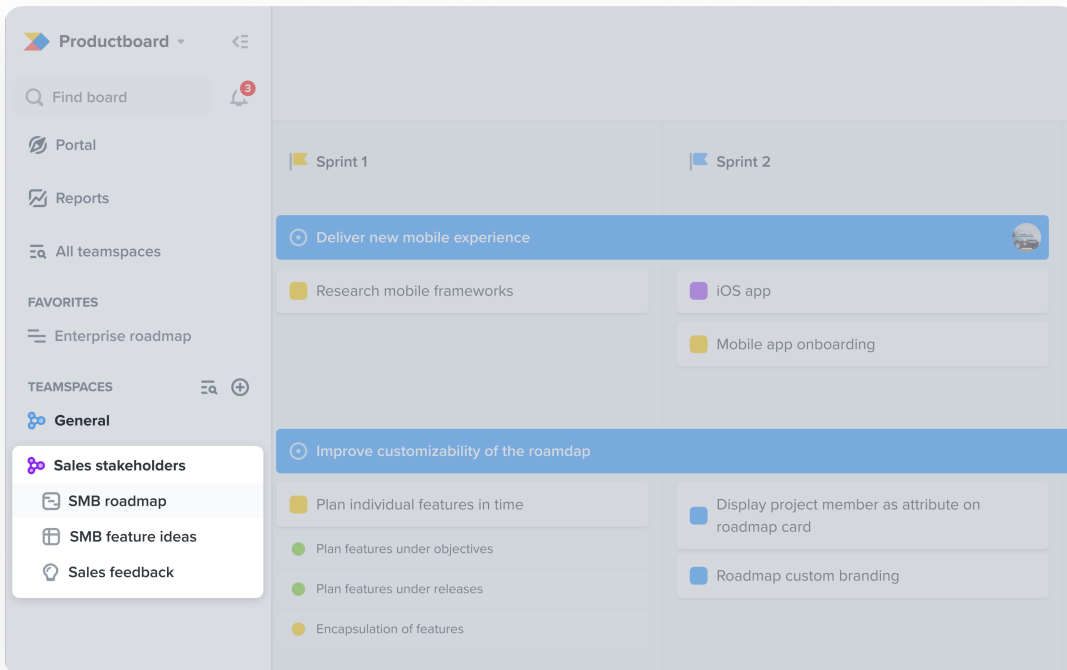 Productboard
Find board
3
Portal
Reports
All teamspaces
FAVORITES
Enterprise roadmap
TEAMSPACES
General
Sales stakeholders
SMB roadmap
SMB feature ideas
Sales feedback
Sprint 1
Sprint 2
Deliver new mobile experience
Research mobile frameworks
iOS app
Mobile app onboarding
Improve customizability of the roamdap
Plan individual features in time
Plan features under objectives
Plan features under releases
Encapsulation of features
Display project member as attribute on
roadmap card
Roadmap custom branding